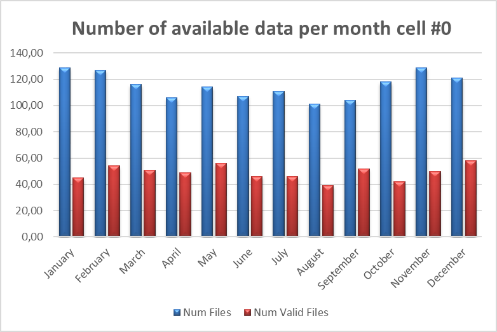 Number of available data per month cell #0
140,00
120,00
100,00
80,00
60,00
40,00
20,00
0,00
January
February
March
April
May
June
July
August
September
October
November
December
Num Files
Num Valid Files